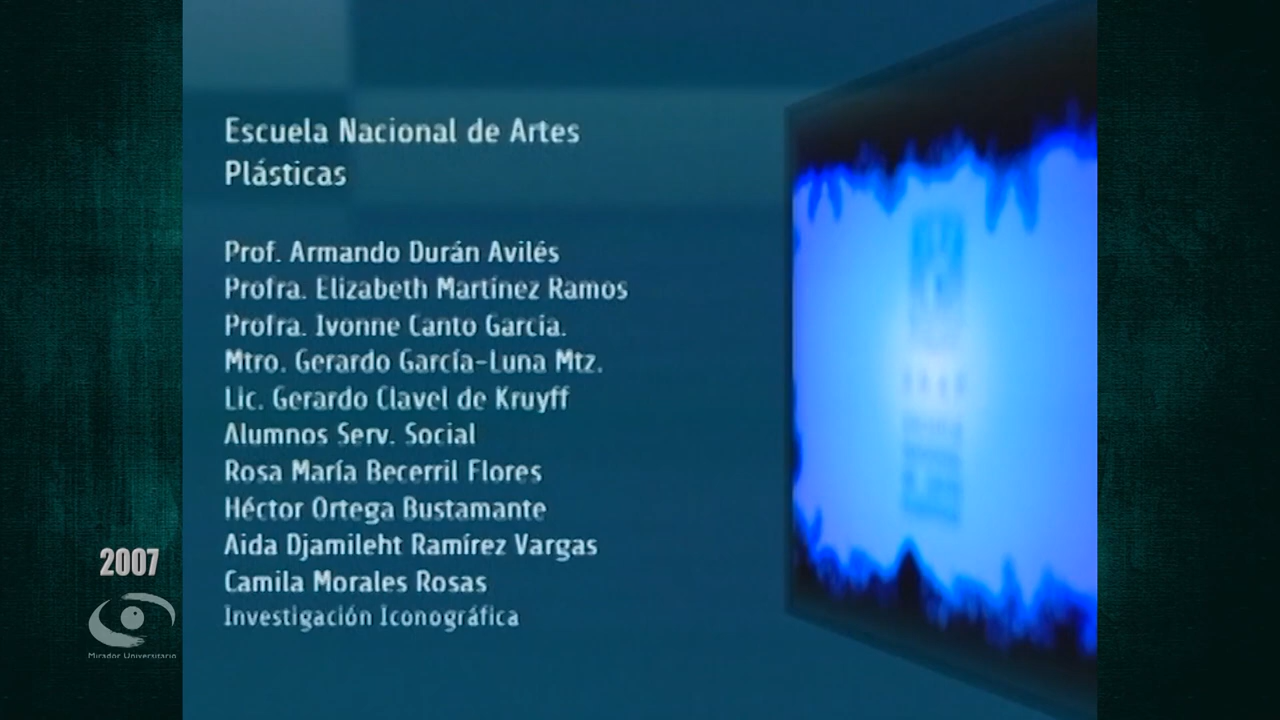 Escuela Nacional de Artes
Plásticas
Prof. Armando Durán Avilés
Profra. Elizabeth Martínez Ramos
Profra. Ivonne Canto García.
Mtro. Gerardo García-Luna Mtz.
Lic. Gerardo Clavel de Kruyff
Alumnos Serv. Social
Rosa María Becerril Flores
Héctor Ortega Bustamante
Aida Djamileht Ramírez Vargas
Camila Morales Rosas
Investigación Iconográfica
2007
Mirador Universitario